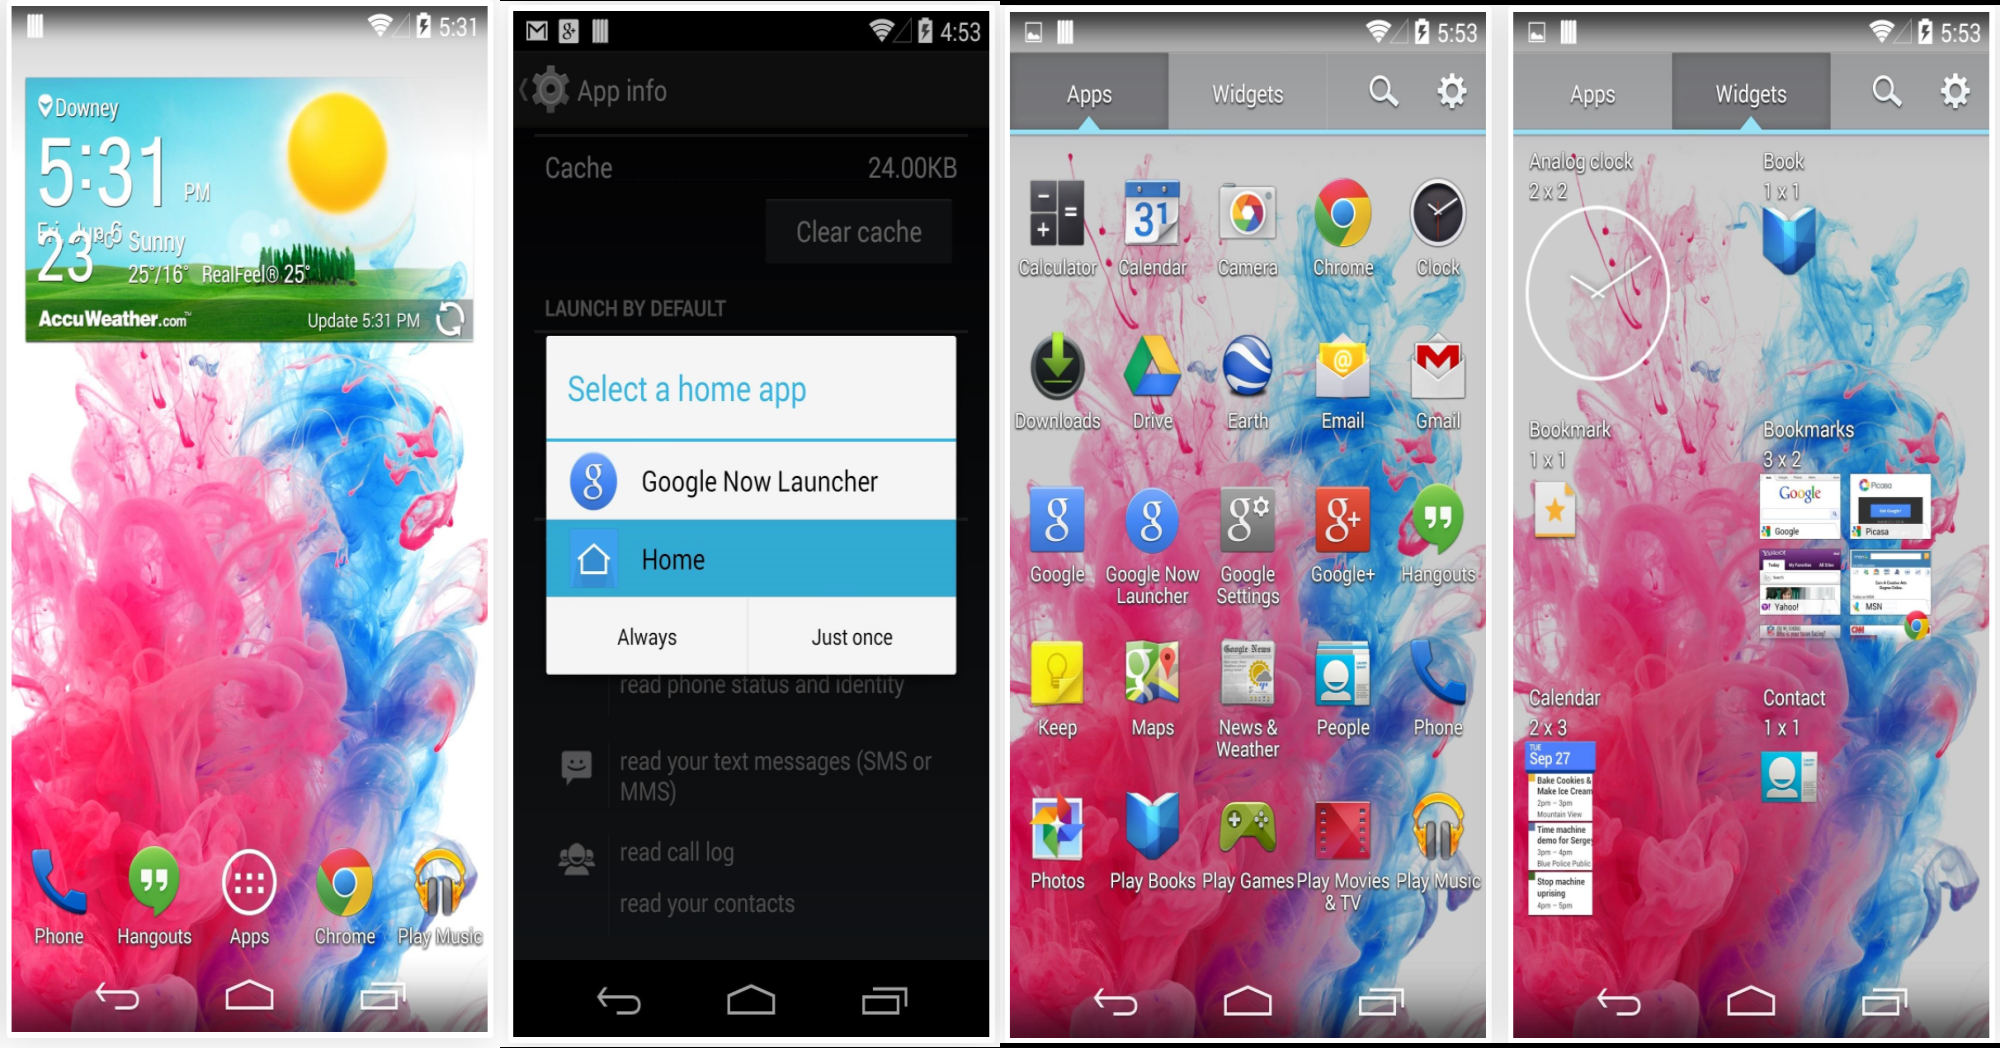 5:31
Downey
5:31 PM
Fri, Jun 6
23°C Sunny
25°/16° RealFeel® 25°
AccuWeather.com™ Update 5:31 PM
Phone Hangouts Apps Chrome Play Music
4:53
App info
Cache 24.00KB
Clear cache
LAUNCH BY DEFAULT
Select a home app
Google Now Launcher
Home
Always Just once
read phone status and identity
read your text messages (SMS or
MMS)
read call log
read your contacts
5:53
Apps Widgets
31
Calculator Calendar Camera Chrome Clock
Downloads Drive Earth Email Gmail
Google Google Now
Launcher Google
Settings Google+ Hangouts
Google News
Keep Maps News &
Weather People Phone
Photos Play Books Play Games Play Movies
& TV Play Music
5:53
Apps Widgets
Analog clock Book
2 x 2 1 x 1
Bookmark Bookmarks
1 x 1 3 x 2
Google Picasa
Google Picasa
Yahoo! MSN
CNN
Calendar Contact
2 x 3 1 x 1
TUE
Sep 27
Bake Cookies &
Make Ice Cream
2pm – 3pm
Mountain View
Time machine
demo for Sergey
3pm – 4pm
Blue Police Public
Stop machine
uprising
4pm – 5pm